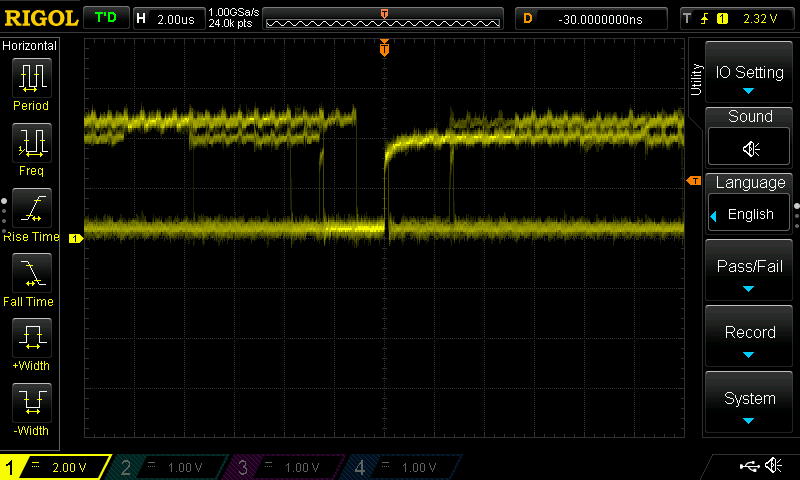 RIGOL T'D H 2.00us 1.00GSa/s 24.0k pts T D -30.0000000ns T 1 2.32 V
Horizontal
Period
Freq
Rise Time
Fall Time
+Width
-Width
T
T
1
Utility
IO Setting
Sound
Language
English
Pass/Fail
Record
System
1 2.00 V 2 1.00 V 3 1.00 V 4 1.00 V